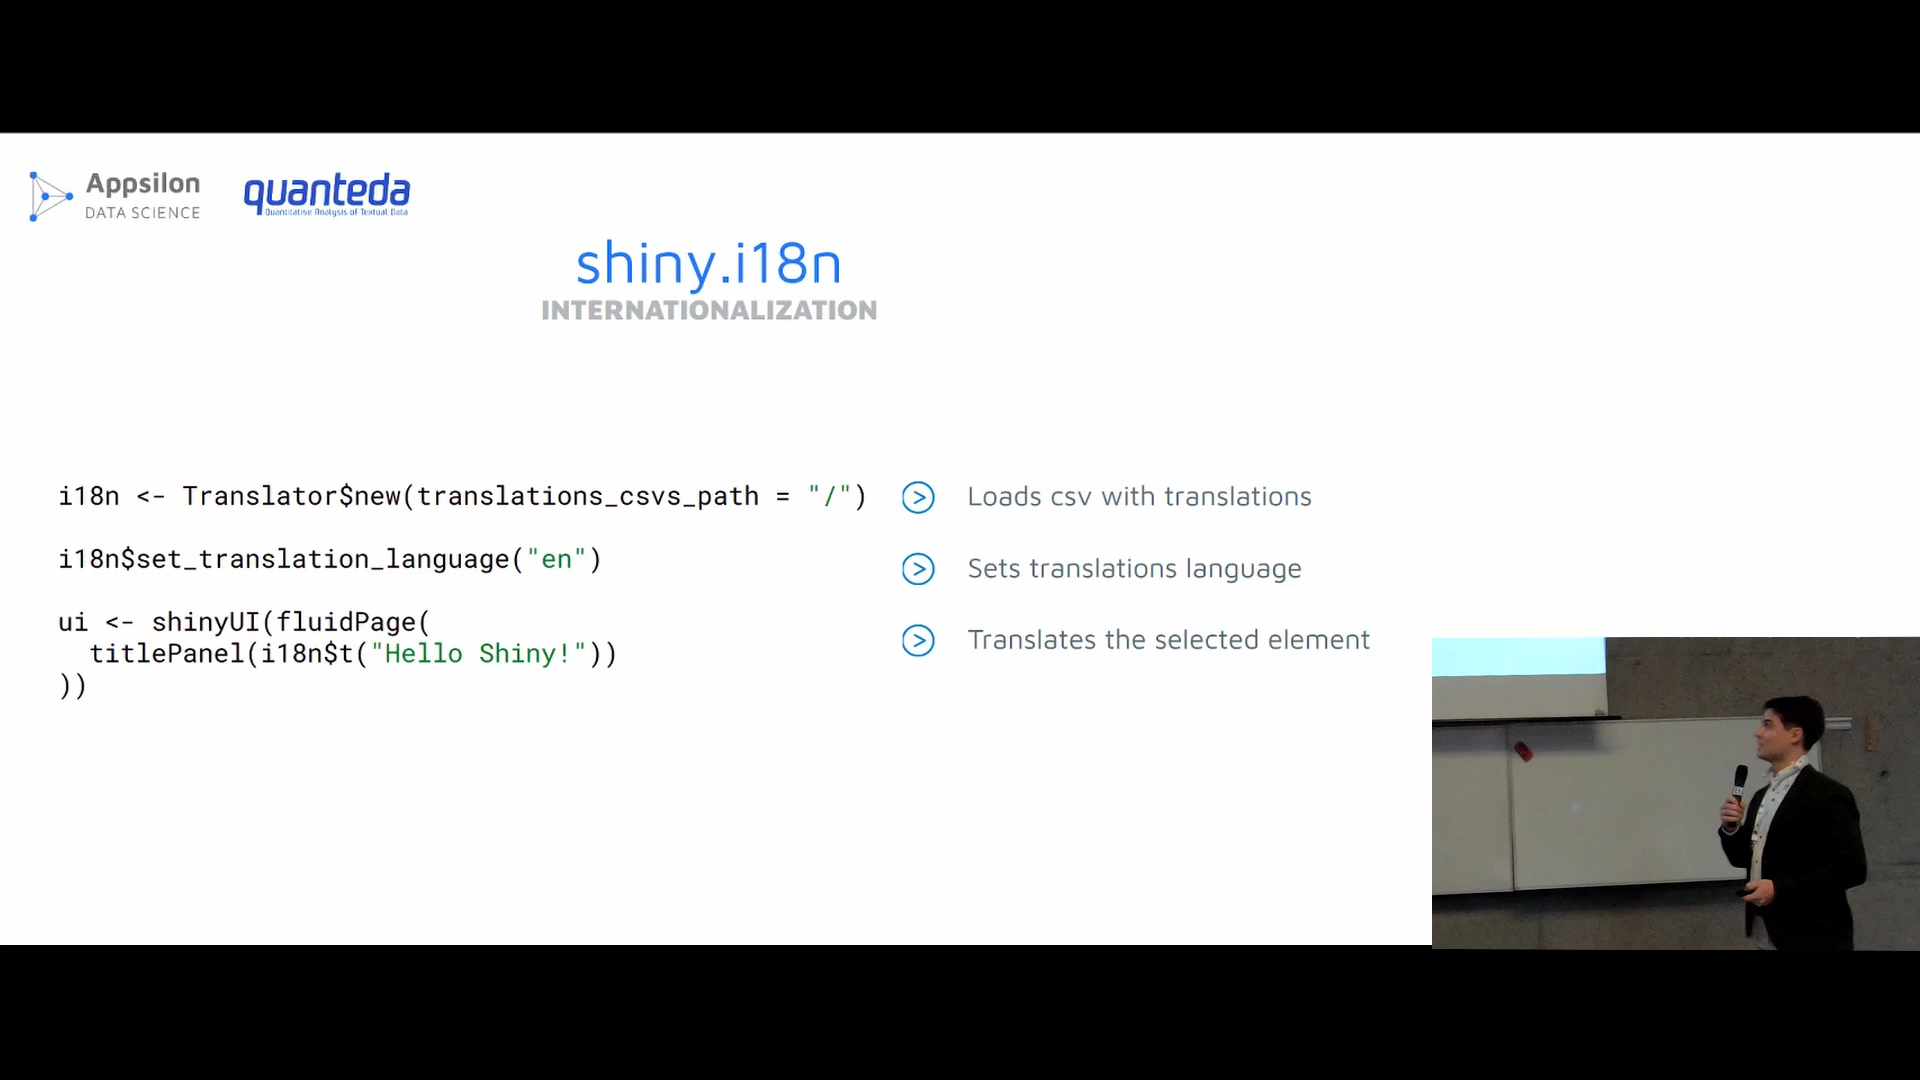 Appsilon
DATA SCIENCE
quanteda
Quantitative Analysis of Textual Data
shiny.i18n
INTERNATIONALIZATION
i18n <- Translator$new(translations_csvs_path = "/")
i18n$set_translation_language("en")
ui <- shinyUI(fluidPage(
  titlePanel(i18n$t("Hello Shiny!"))
))
Loads csv with translations
Sets translations language
Translates the selected element